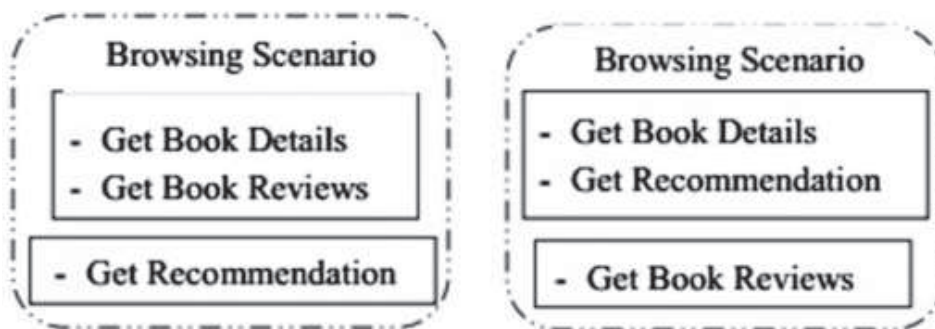 Browsing Scenario
- Get Book Details
- Get Book Reviews
- Get Recommendation
Browsing Scenario
- Get Book Details
- Get Recommendation
- Get Book Reviews